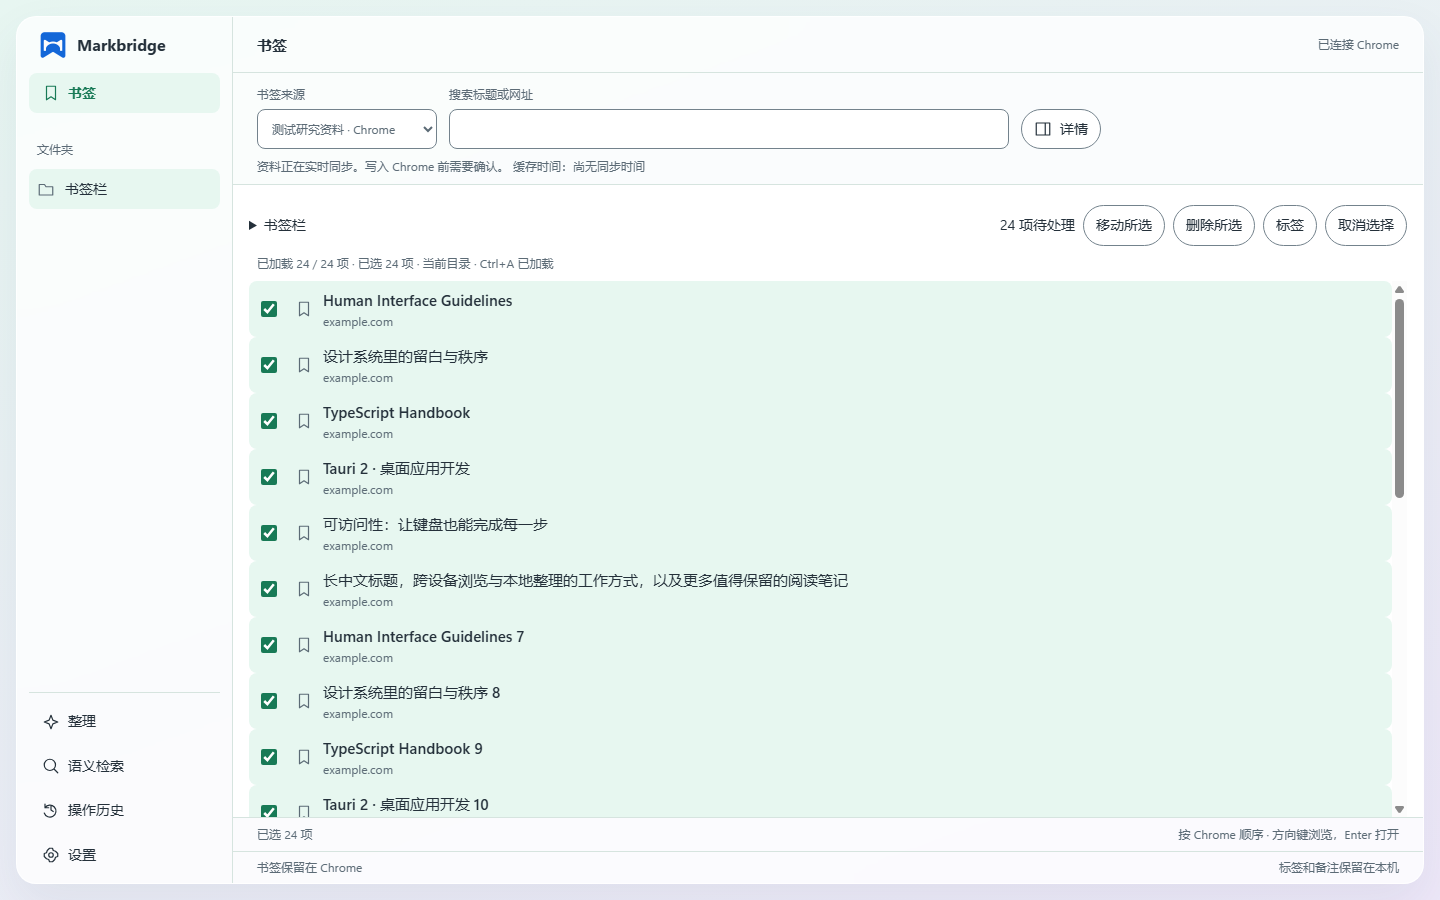 Markbridge
书签
文件夹
书签栏
整理
语义检索
操作历史
设置
书签
已连接 Chrome
书签来源
搜索标题或网址
测试研究资料 · Chrome
详情
资料正在实时同步。写入 Chrome 前需要确认。 缓存时间：尚无同步时间
书签栏
24 项待处理
移动所选
删除所选
标签
取消选择
已加载 24 / 24 项 · 已选 24 项 · 当前目录 · Ctrl+A 已加载
Human Interface Guidelines
example.com
设计系统里的留白与秩序
example.com
TypeScript Handbook
example.com
Tauri 2 · 桌面应用开发
example.com
可访问性：让键盘也能完成每一步
example.com
长中文标题，跨设备浏览与本地整理的工作方式，以及更多值得保留的阅读笔记
example.com
Human Interface Guidelines 7
example.com
设计系统里的留白与秩序 8
example.com
TypeScript Handbook 9
example.com
Tauri 2 · 桌面应用开发 10
已选 24 项
按 Chrome 顺序 · 方向键浏览，Enter 打开
书签保留在 Chrome
标签和备注保留在本机